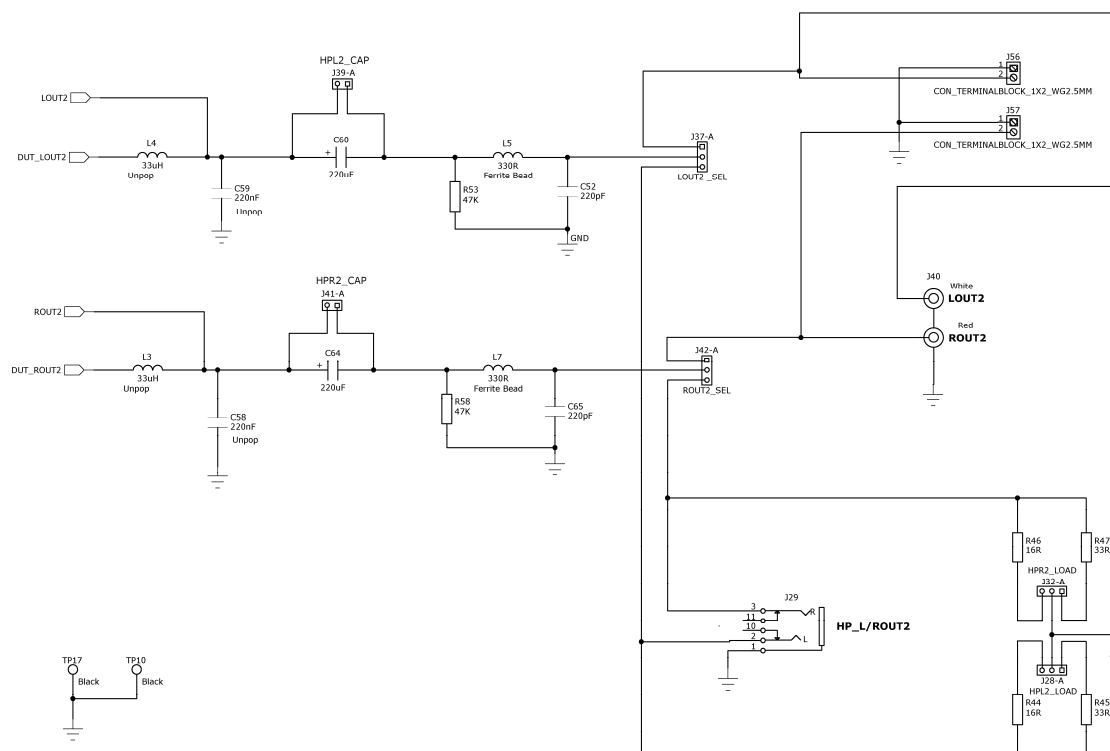 HPL2_CAP
J39-A
LOUT2
DUT_LOUT2
L4
33uH
Unpop
C59
220nF
Unpop
+
C60
220uF
R53
47K
L5
330R
Ferrite Bead
C52
220pF
GND
J37-A
LOUT2_SEL
J56
1
2
CON_TERMINALBLOCK_1X2_WG2.5MM
J57
1
2
CON_TERMINALBLOCK_1X2_WG2.5MM
J40
White
LOUT2
Red
ROUT2
HPR2_CAP
J41-A
ROUT2
DUT_ROUT2
L3
33uH
Unpop
C58
220nF
Unpop
+
C64
220uF
R58
47K
L7
330R
Ferrite Bead
C65
220pF
J42-A
ROUT2_SEL
R46
16R
R47
33R
HPR2_LOAD
J32-A
J29
3
11
10
2
1
R
L
HP_L/ROUT2
J28-A
HPL2_LOAD
R44
16R
R45
33R
TP17
Black
TP10
Black